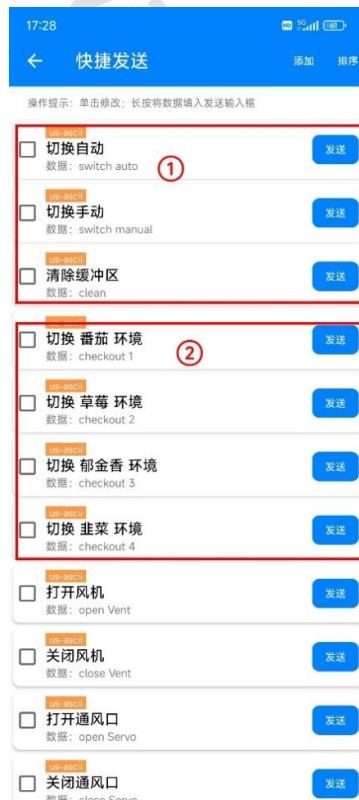 17:28
快捷发送
添加 排序
操作提示：单击修改；长按将数据填入发送输入框
us-ascii
切换自动
数据：switch auto
发送
①
us-ascii
切换手动
数据：switch manual
发送
us-ascii
清除缓冲区
数据：clean
发送
切换 番茄 环境
数据：checkout 1
发送
②
us-ascii
切换 草莓 环境
数据：checkout 2
发送
us-ascii
切换 郁金香 环境
数据：checkout 3
发送
us-ascii
切换 韭菜 环境
数据：checkout 4
发送
us-ascii
打开风机
数据：open Vent
发送
us-ascii
关闭风机
数据：close Vent
发送
us-ascii
打开通风口
数据：open Servo
发送
us-ascii
关闭通风口
数据：close Servo
发送